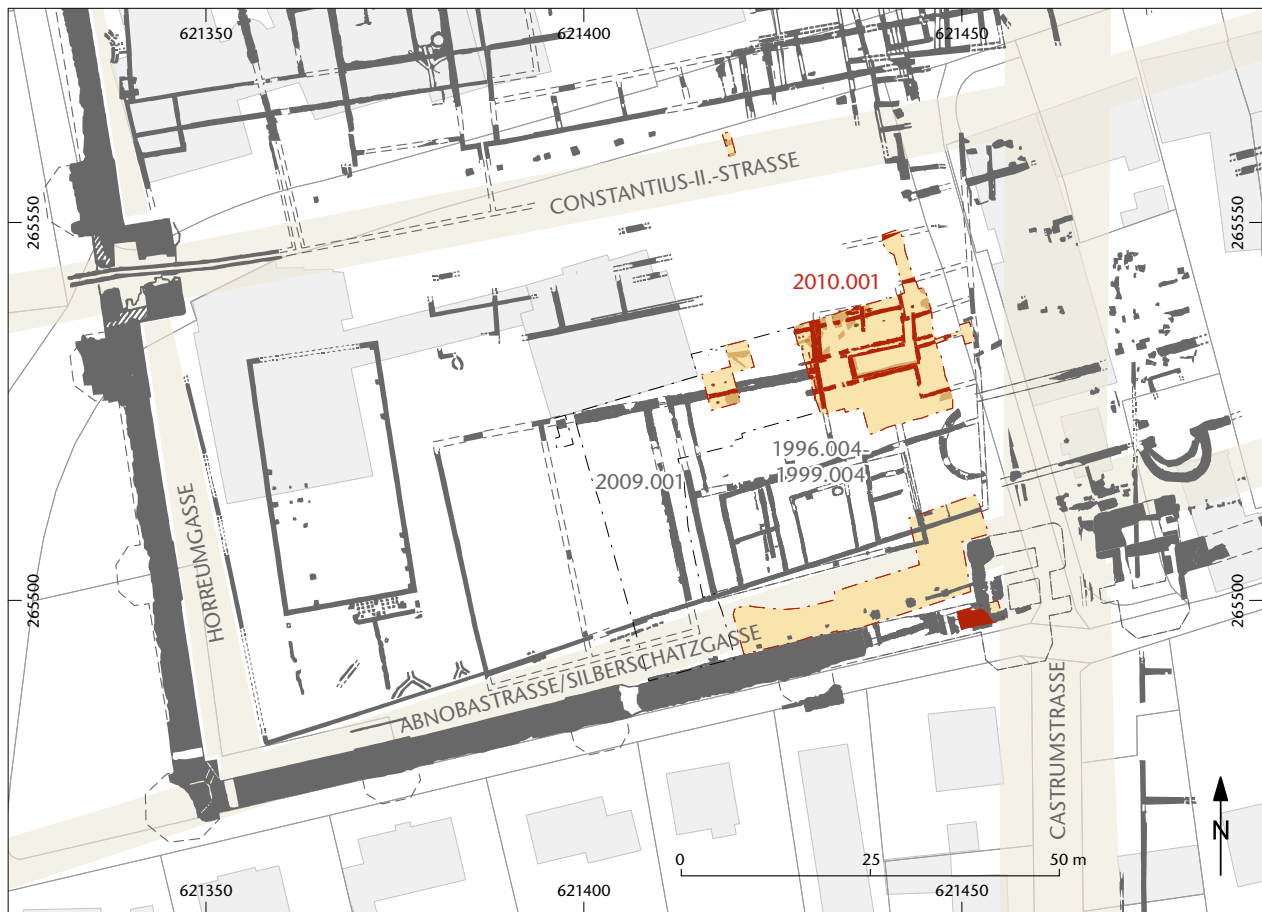 621350
621400
621450
265550
CONSTANTIUS-II.-STRASSE
265550
2010.001
1996.004-
1999.004
2009.001
HORREUMGASSE
265500
265500
ABNOBASTRASSE/SILBERSCHATZGASSE
CASTRUMSTRASSE
N
0
25
50 m
621350
621400
621450